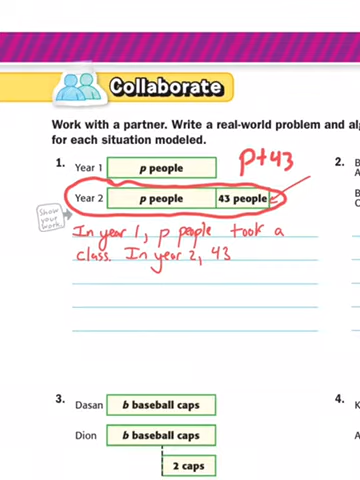 Collaborate
Work with a partner. Write a real-world problem and al
for each situation modeled.
1. Year 1 p people
p+43
2. B
A
Year 2 p people 43 people
B
C
Show your work.
In year 1, p people took a
class. In year 2, 43
3. Dasan b baseball caps
4. K
Dion b baseball caps
A
2 caps